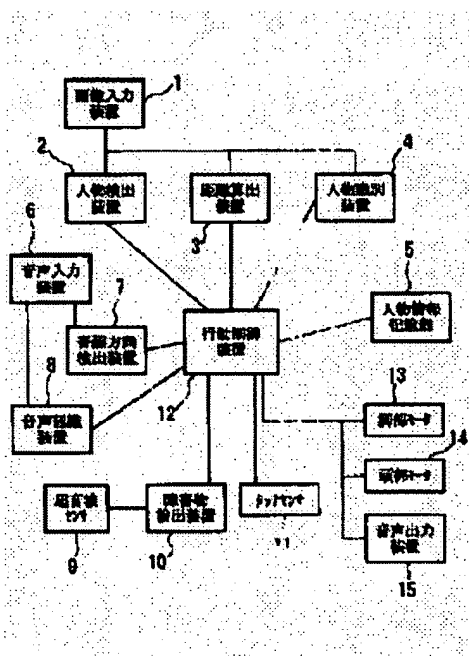 1
画像入力
装置
2
人物検出
装置
距離算出
装置
3
人物識別
装置
4
5
人物情報
6
音声入力
装置
7
音源方向
検出装置
8
音声認識
装置
行動制御
装置
12
13
脚部モータ
14
頭部モータ
音声出力
装置
15
超音波
センサ
9
障害物
検出装置
10
タッチセンサ
11